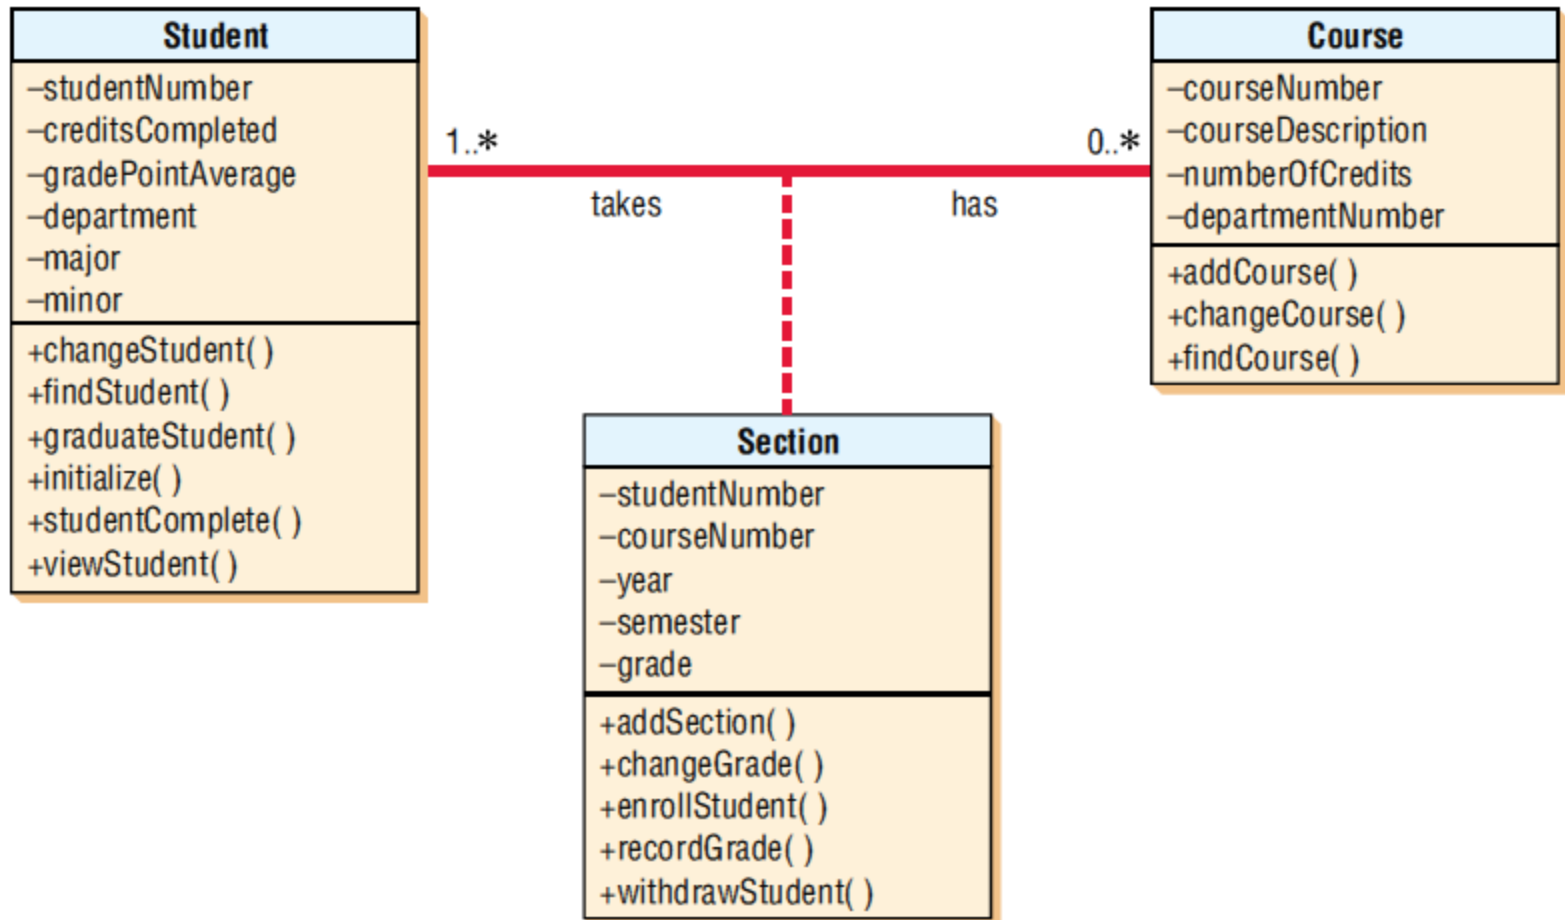 Student
–studentNumber
–creditsCompleted
–gradePointAverage
–department
–major
–minor
+changeStudent( )
+findStudent( )
+graduateStudent( )
+initialize( )
+studentComplete( )
+viewStudent( )
1..*
takes
0..*
has
Course
–courseNumber
–courseDescription
–numberOfCredits
–departmentNumber
+addCourse( )
+changeCourse( )
+findCourse( )
Section
–studentNumber
–courseNumber
–year
–semester
–grade
+addSection( )
+changeGrade( )
+enrollStudent( )
+recordGrade( )
+withdrawStudent( )